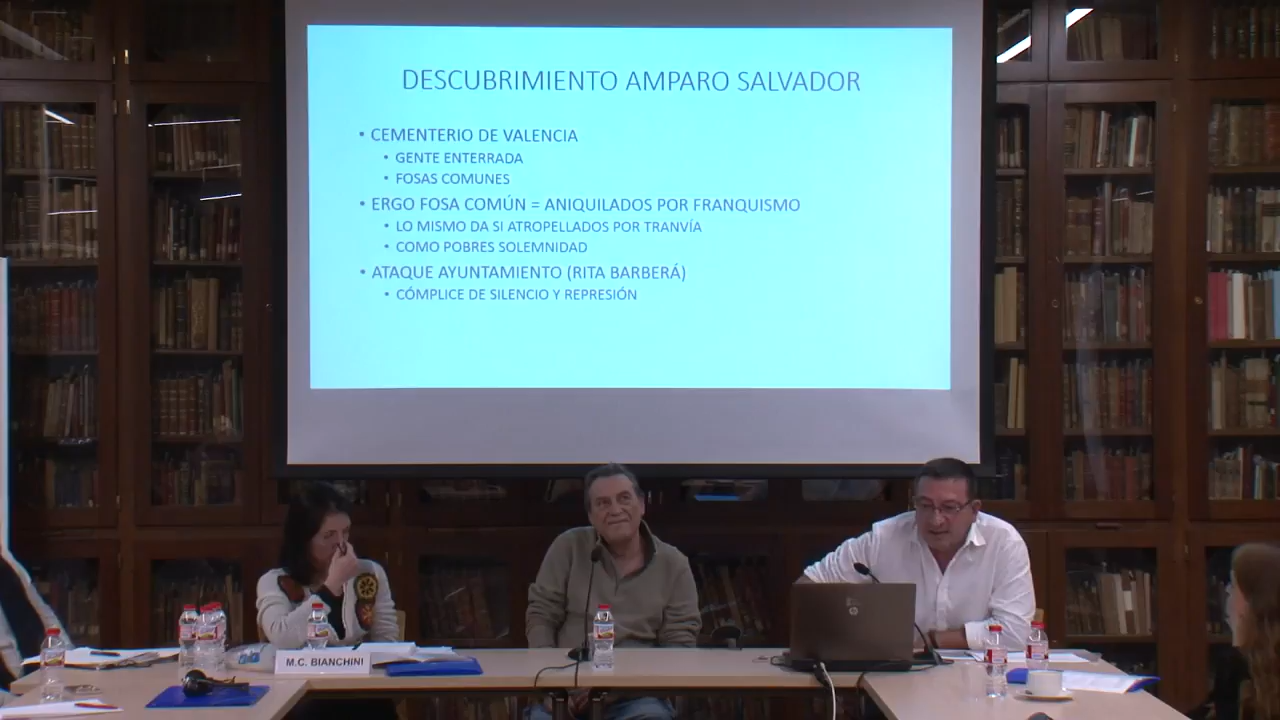 DESCUBRIMIENTO AMPARO SALVADOR
• CEMENTERIO DE VALENCIA
• GENTE ENTERRADA
• FOSAS COMUNES
• ERGO FOSA COMÚN = ANIQUILADOS POR FRANQUISMO
• LO MISMO DA SI ATROPELLADOS POR TRANVÍA
• COMO POBRES SOLEMNIDAD
• ATAQUE AYUNTAMIENTO (RITA BARBERÁ)
• CÓMPLICE DE SILENCIO Y REPRESIÓN
M.C. BIANCHINI